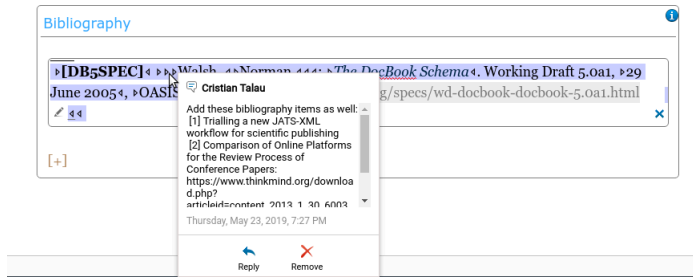 Bibliography
[DB5SPEC] Walsh, Norman : The DocBook Schema. Working Draft 5.0a1, 29
June 2005, OASIS g/specs/wd-docbook-docbook-5.0a1.html
Cristian Talau
Add these bibliography items as well:
[1] Trialling a new JATS-XML
workflow for scientific publishing
[2] Comparison of Online Platforms
for the Review Process of
Conference Papers:
https://www.thinkmind.org/downloa
d.php?
articleid=content_2013_1_30_6003
Thursday, May 23, 2019, 7:27 PM
[+]
Reply Remove